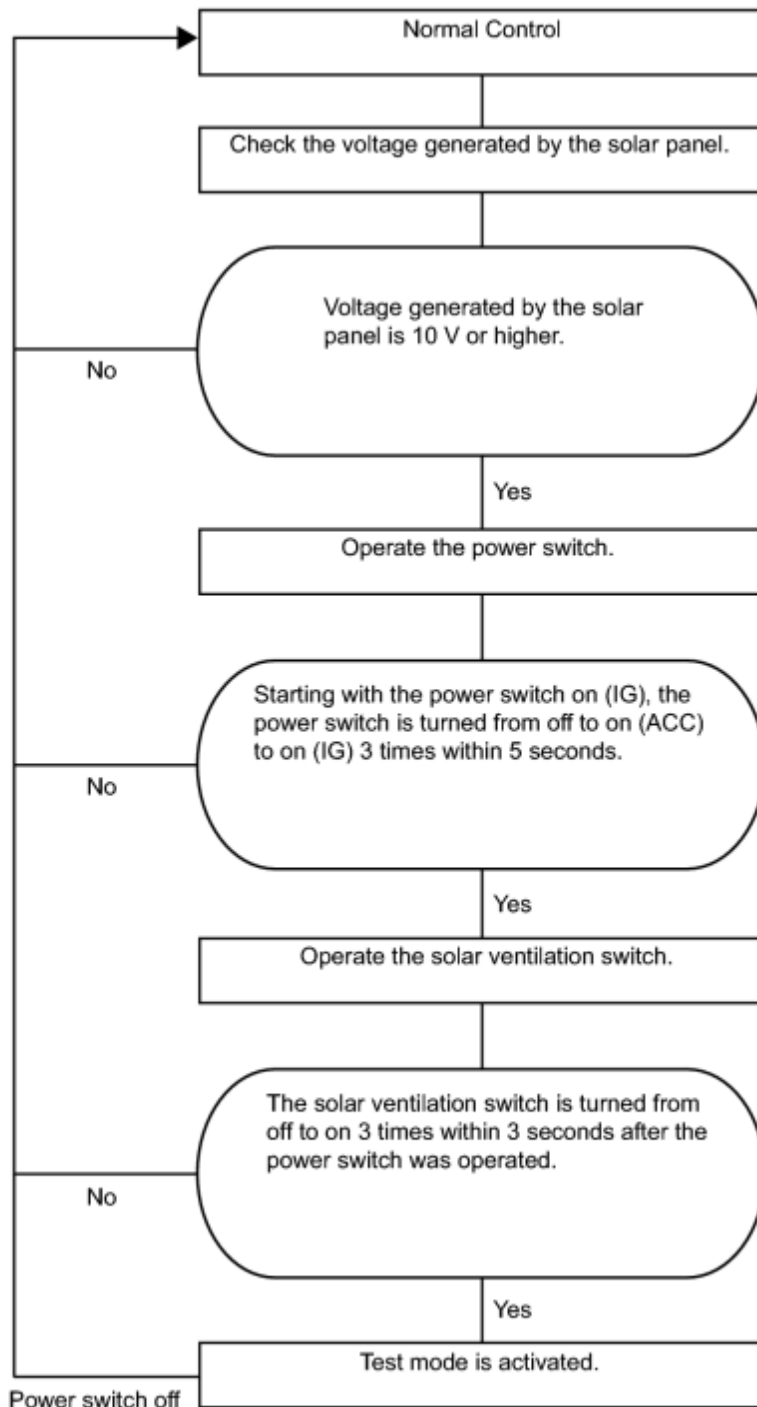 Normal Control
Check the voltage generated by the solar panel.
Voltage generated by the solar
panel is 10 V or higher.
No
Yes
Operate the power switch.
Starting with the power switch on (IG), the
power switch is turned from off to on (ACC)
to on (IG) 3 times within 5 seconds.
No
Yes
Operate the solar ventilation switch.
The solar ventilation switch is turned from
off to on 3 times within 3 seconds after the
power switch was operated.
No
Yes
Test mode is activated.
Power switch off